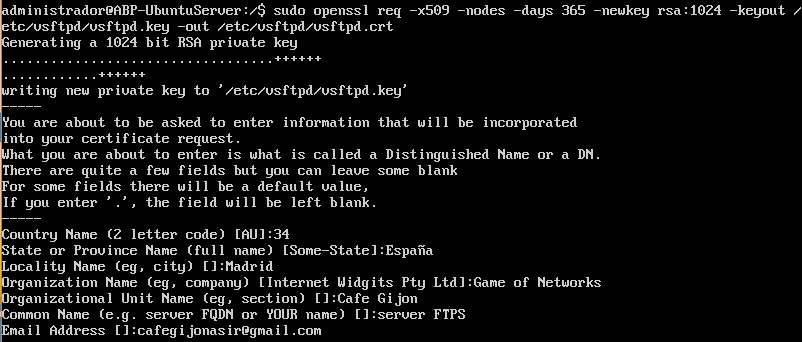 administrador@ABP-UbuntuServer:/$ sudo openssl req -x509 -nodes -days 365 -newkey rsa:1024 -keyout /
etc/vsftpd/vsftpd.key -out /etc/vsftpd/vsftpd.crt
Generating a 1024 bit RSA private key
..................................++++++
............++++++
writing new private key to '/etc/vsftpd/vsftpd.key'
-----
You are about to be asked to enter information that will be incorporated
into your certificate request.
What you are about to enter is what is called a Distinguished Name or a DN.
There are quite a few fields but you can leave some blank
For some fields there will be a default value,
If you enter '.', the field will be left blank.
-----
Country Name (2 letter code) [AU]:34
State or Province Name (full name) [Some-State]:España
Locality Name (eg, city) []:Madrid
Organization Name (eg, company) [Internet Widgits Pty Ltd]:Game of Networks
Organizational Unit Name (eg, section) []:Cafe Gijon
Common Name (e.g. server FQDN or YOUR name) []:server FTPS
Email Address []:cafegijonasir@gmail.com